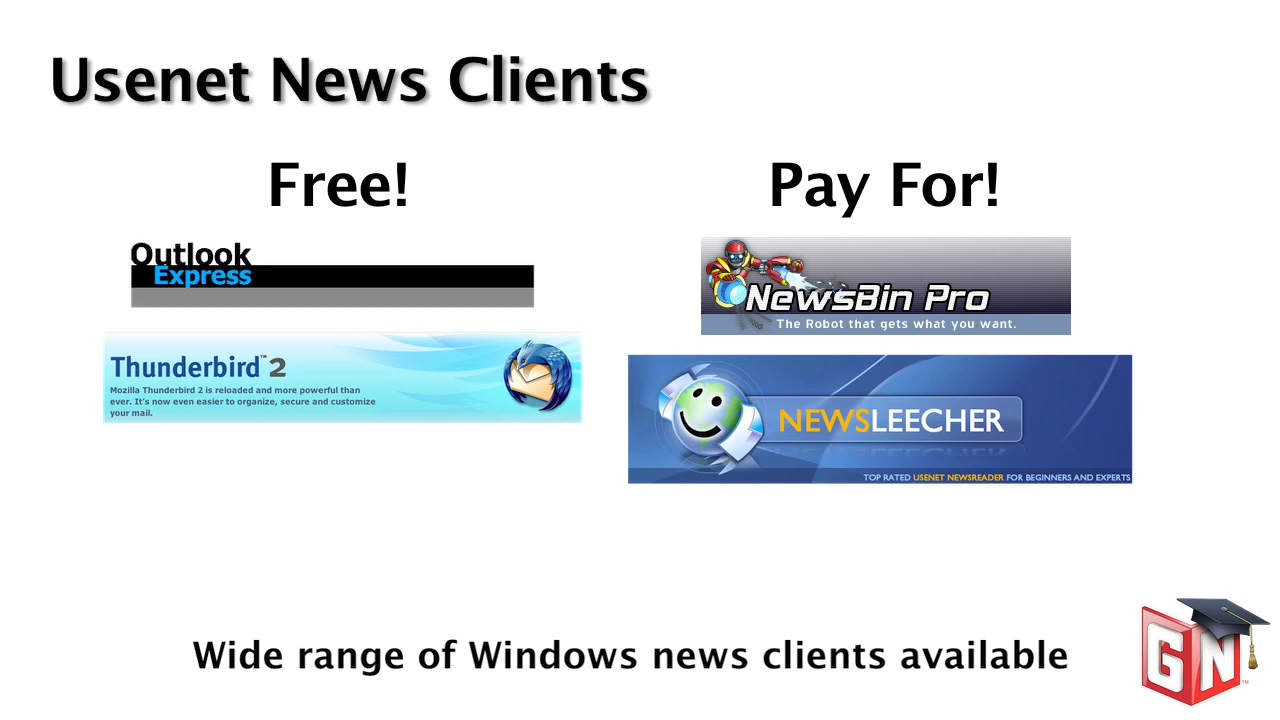 Usenet News Clients
Free!
Pay For!
Outlook
Express
Thunderbird™ 2
Mozilla Thunderbird 2 is reloaded and more powerful than
ever. It's now even easier to organize, secure and customize
your mail.
NewsBin Pro
The Robot that gets what you want.
NEWSLEECHER
TOP RATED USENET NEWSREADER FOR BEGINNERS AND EXPERTS
Wide range of Windows news clients available
GN™